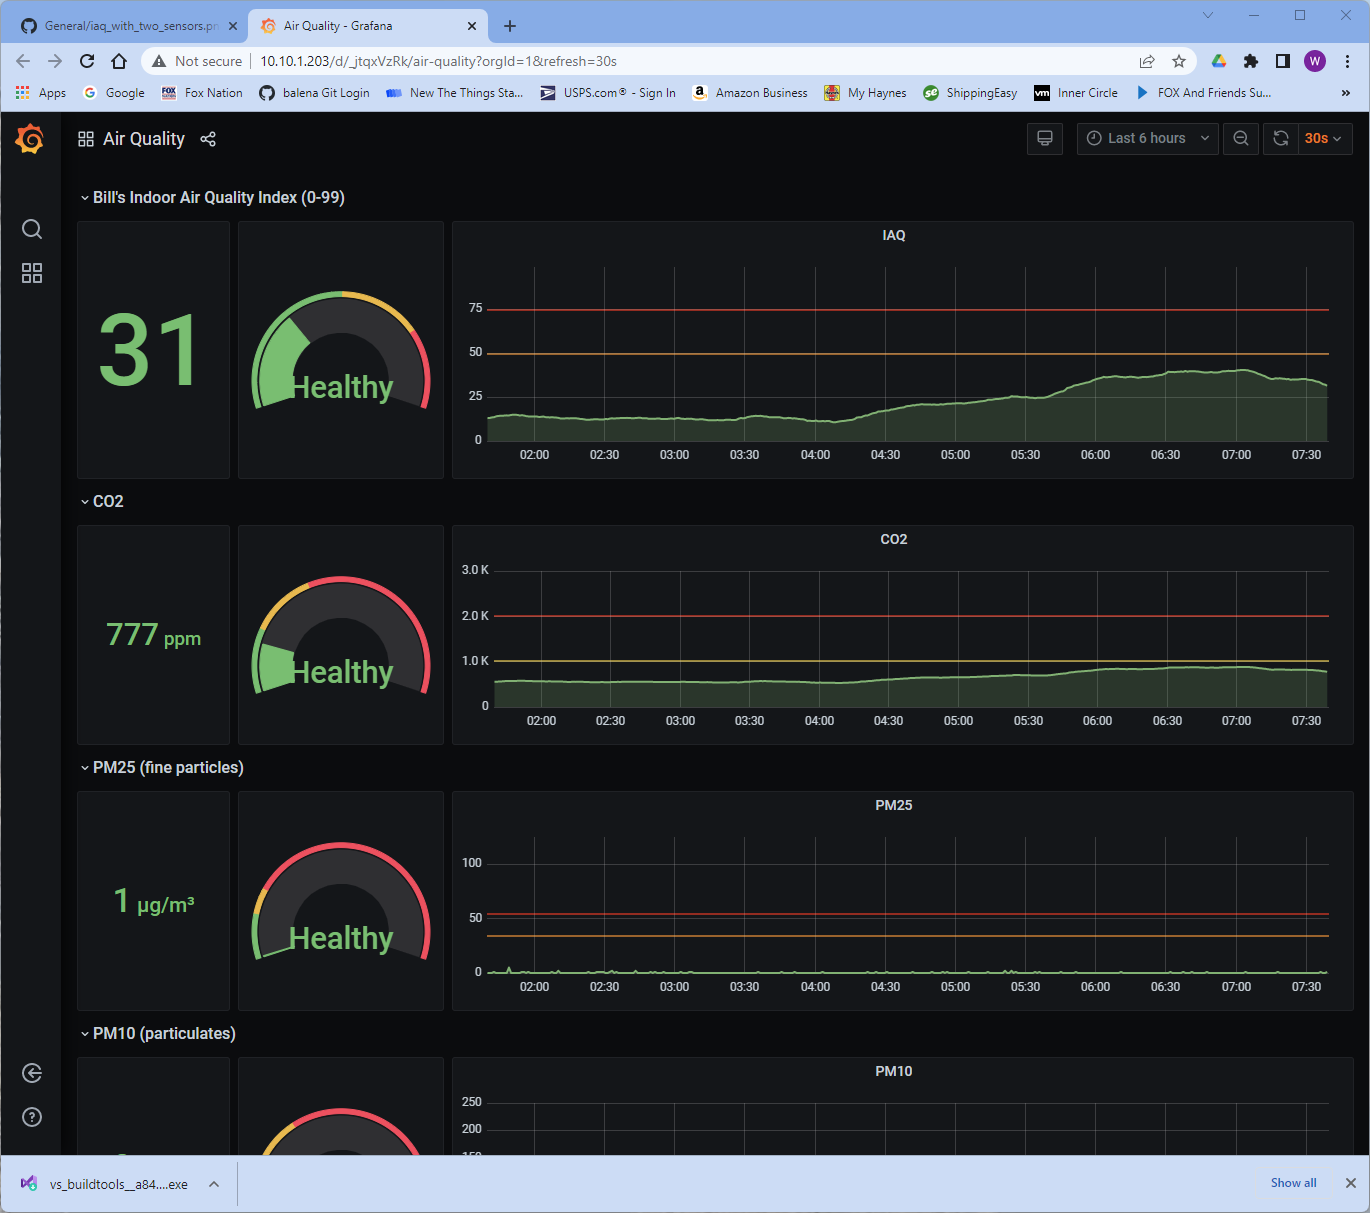 General/iaq_with_two_sensors.pn
Air Quality - Grafana
Not secure
10.10.1.203/d/_jtqxVzRk/air-quality?orgId=1&refresh=30s
W
Apps
Google
FOX NEWS
Fox Nation
balena Git Login
New The Things Sta...
USPS.com® - Sign In
Amazon Business
My Haynes
ShippingEasy
vm
Inner Circle
FOX And Friends Su...
»
Air Quality
Last 6 hours
30s
Bill's Indoor Air Quality Index (0-99)
31
Healthy
IAQ
75
50
25
0
02:00 02:30 03:00 03:30 04:00 04:30 05:00 05:30 06:00 06:30 07:00 07:30
CO2
777 ppm
Healthy
CO2
3.0 K
2.0 K
1.0 K
0
02:00 02:30 03:00 03:30 04:00 04:30 05:00 05:30 06:00 06:30 07:00 07:30
PM25 (fine particles)
1 µg/m³
Healthy
PM25
100
50
0
02:00 02:30 03:00 03:30 04:00 04:30 05:00 05:30 06:00 06:30 07:00 07:30
PM10 (particulates)
PM10
250
200
150
vs_buildtools__a84....exe
Show all